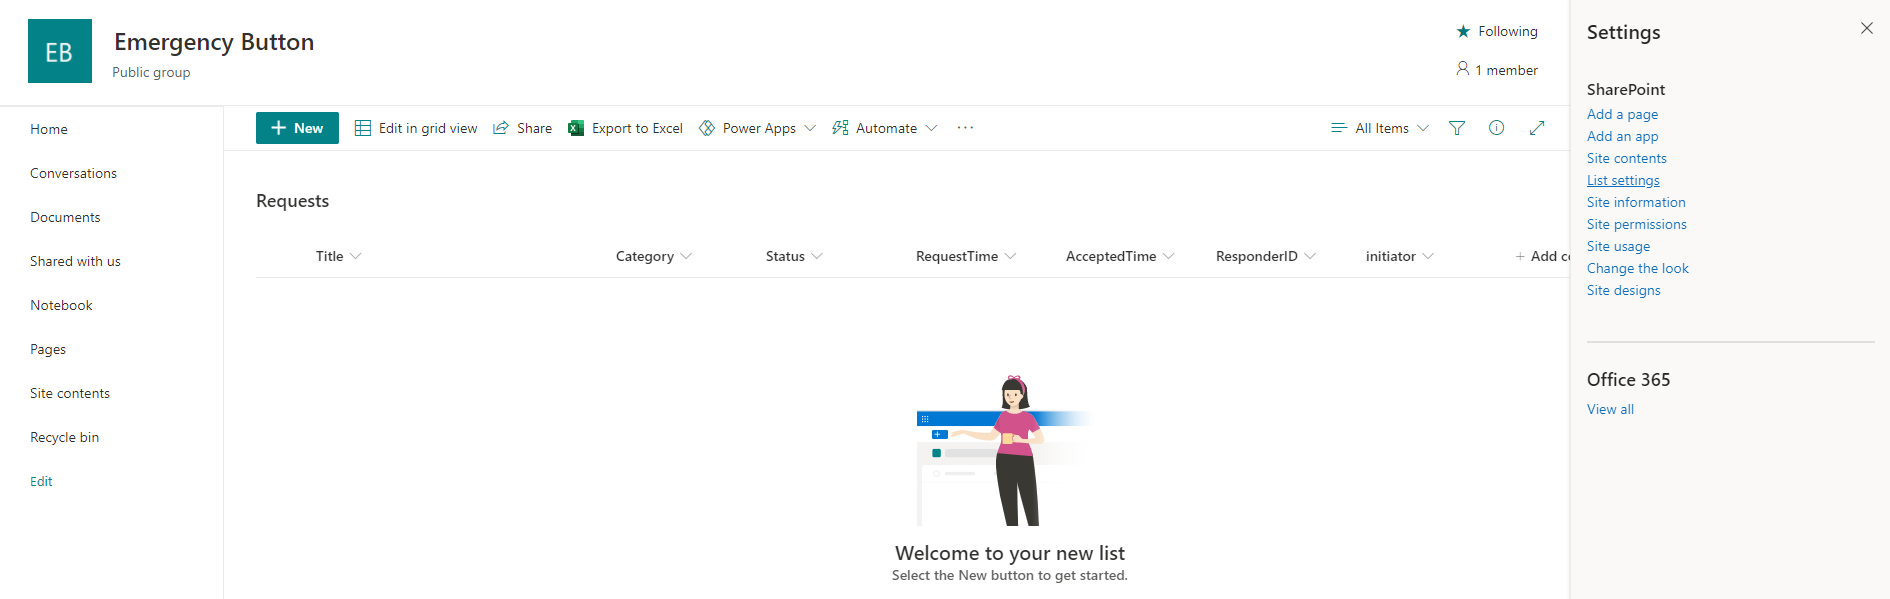 EB
Emergency Button
Public group
Following
1 member
Home
Conversations
Documents
Shared with us
Notebook
Pages
Site contents
Recycle bin
Edit
New
Edit in grid view
Share
Export to Excel
Power Apps
Automate
All Items
Requests
Title
Category
Status
RequestTime
AcceptedTime
ResponderID
initiator
+ Add c
Welcome to your new list
Select the New button to get started.
Settings
SharePoint
Add a page
Add an app
Site contents
List settings
Site information
Site permissions
Site usage
Change the look
Site designs
Office 365
View all